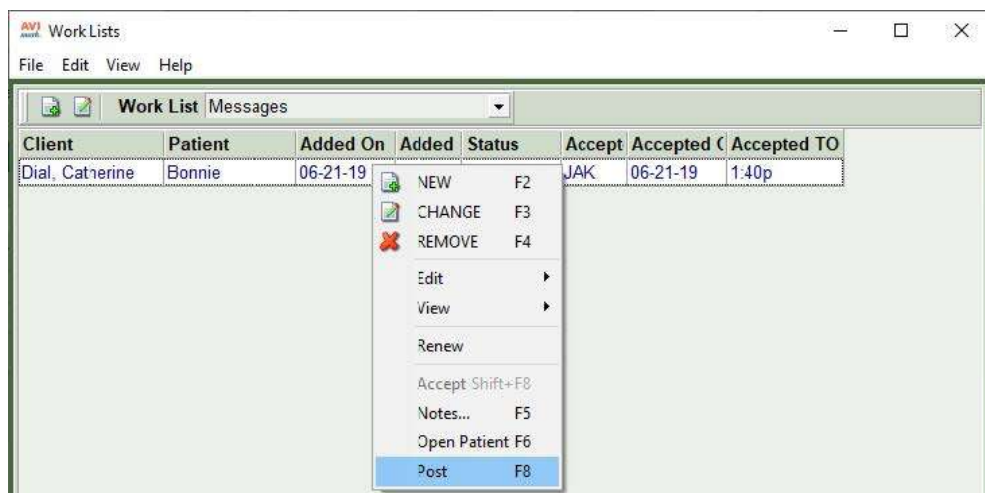 AVI mark Work Lists
File Edit View Help
Work List Messages
Client Patient Added On Added Status Accept Accepted ( Accepted TO
Dial, Catherine Bonnie 06-21-19 JAK 06-21-19 1:40p
NEW F2
CHANGE F3
REMOVE F4
Edit
View
Renew
Accept Shift+F8
Notes... F5
Open Patient F6
Post F8